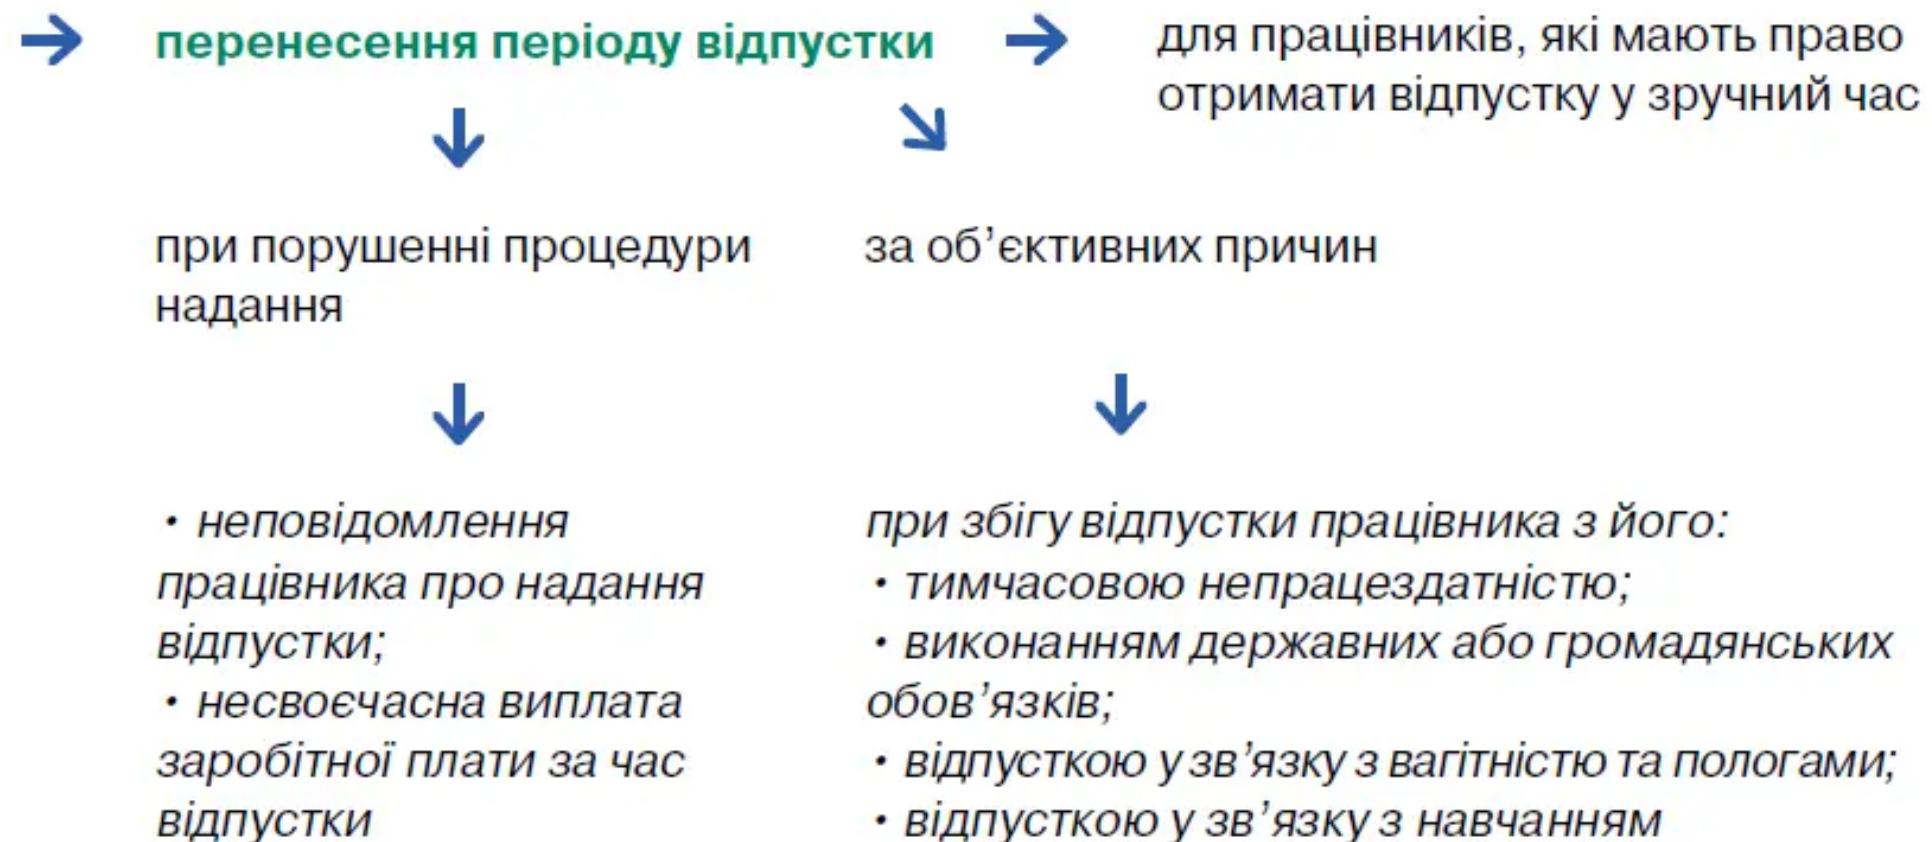 перенесення періоду відпустки
для працівників, які мають право
отримати відпустку у зручний час
при порушенні процедури
надання
за об’єктивних причин
• неповідомлення
працівника про надання
відпустки;
• несвоєчасна виплата
заробітної плати за час
відпустки
при збігу відпустки працівника з його:
• тимчасовою непрацездатністю;
• виконанням державних або громадянських
обов’язків;
• відпусткою у зв’язку з вагітністю та пологами;
• відпусткою у зв’язку з навчанням